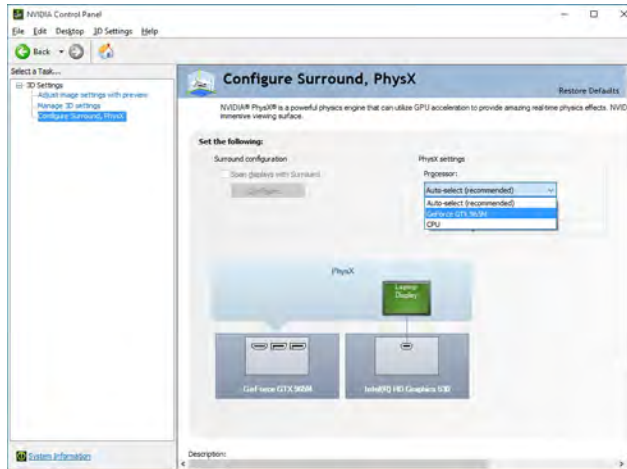 NVIDIA Control Panel
File Edit Desktop 3D Settings Help
Back
Select a Task...
3D Settings
Adjust image settings with preview
Manage 3D settings
Configure Surround, PhysX
Configure Surround, PhysX
Restore Defaults
NVIDIA® PhysX® is a powerful physics engine that can utilize GPU acceleration to provide amazing real-time physics effects. NVID
immersive viewing surface.
Set the following:
Surround configuration
Span displays with Surround
Configure...
PhysX settings
Processor:
Auto-select (recommended)
Auto-select (recommended)
GeForce GTX 965M
CPU
PhysX
Laptop
Display
GeForce GTX 965M
Intel(R) HD Graphics 530
System Information
Description: